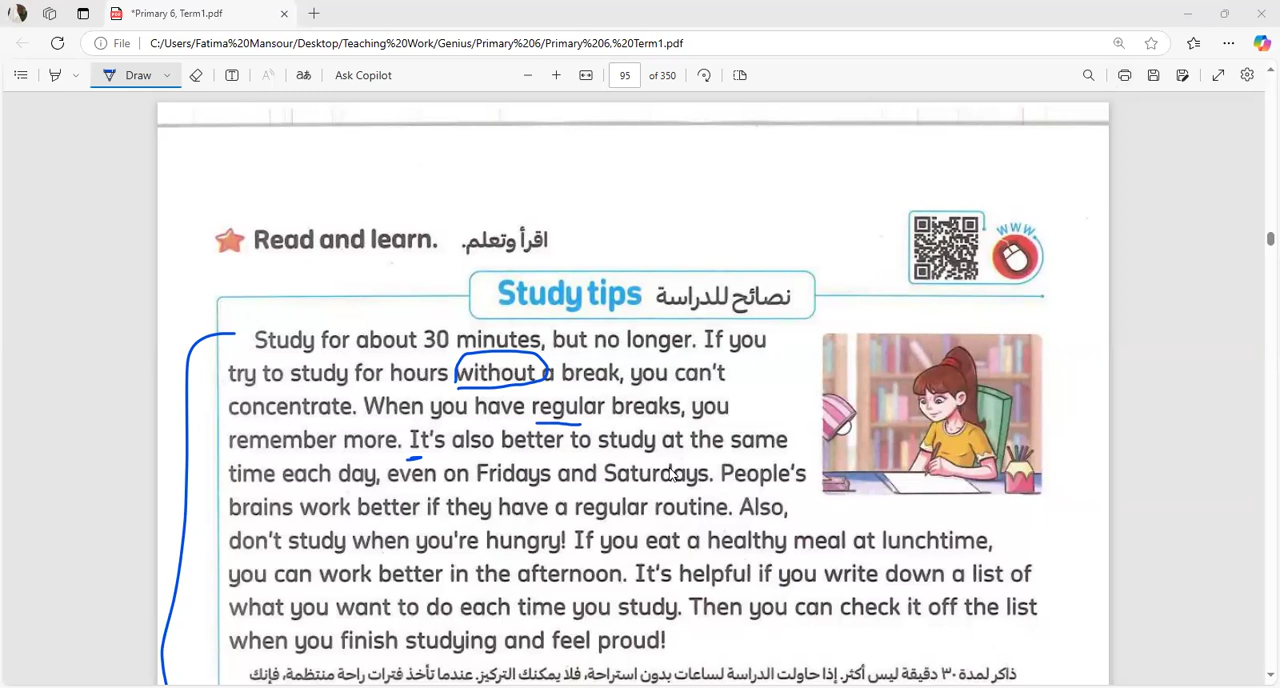 *Primary 6, Term1.pdf
File C:/Users/Fatima%20Mansour/Desktop/Teaching%20Work/Genius/Primary%206/Primary%206.%20Term1.pdf
Draw Ask Copilot 95 of 350
Read and learn. اقرأ وتعلم.
www
Study tips نصائح للدراسة
Study for about 30 minutes, but no longer. If you
try to study for hours without a break, you can't
concentrate. When you have regular breaks, you
remember more. It's also better to study at the same
time each day, even on Fridays and Saturdays. People's
brains work better if they have a regular routine. Also,
don't study when you're hungry! If you eat a healthy meal at lunchtime,
you can work better in the afternoon. It's helpful if you write down a list of
what you want to do each time you study. Then you can check it off the list
when you finish studying and feel proud!
ذاكر لمدة ٣٠ دقيقة ليس أكثر. إذا حاولت الدراسة لساعات بدون استراحة، فلا يمكنك التركيز. عندما تأخذ فترات راحة منتظمة، فإنك